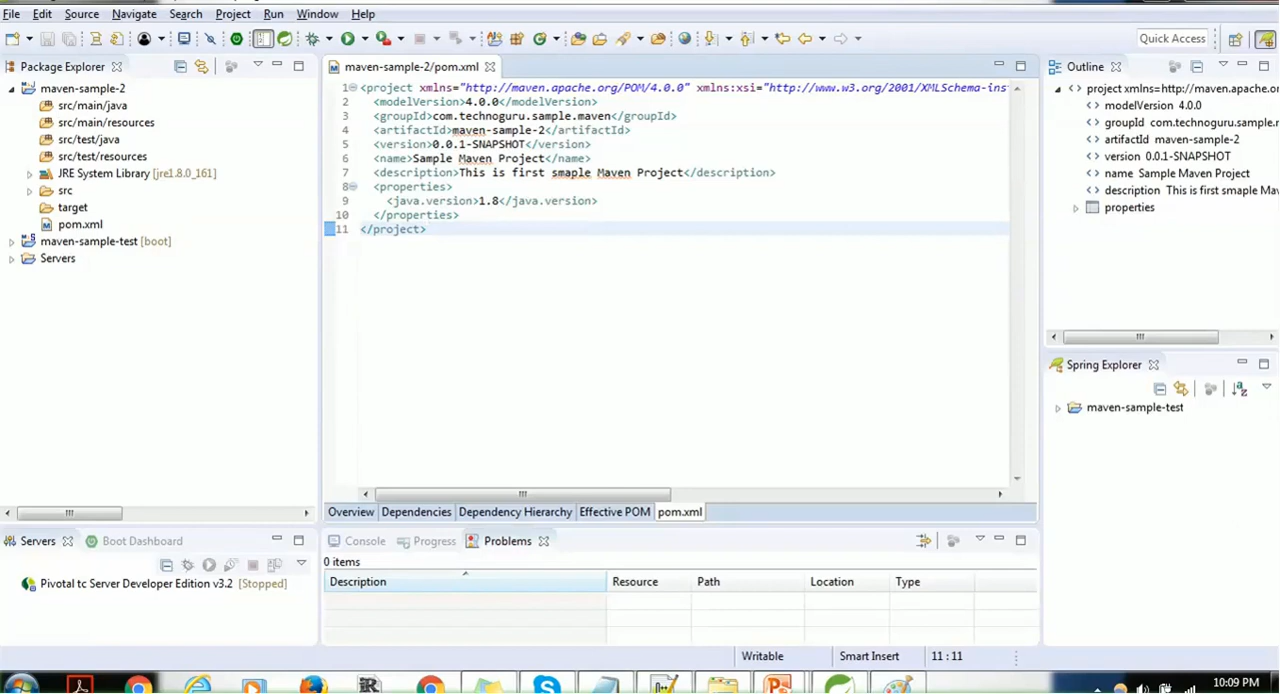 File Edit Source Navigate Search Project Run Window Help
Quick Access
Package Explorer
maven-sample-2
src/main/java
src/main/resources
src/test/java
src/test/resources
JRE System Library [jre1.8.0_161]
src
target
pom.xml
maven-sample-test [boot]
Servers
maven-sample-2/pom.xml
1 <project xmlns="http://maven.apache.org/POM/4.0.0" xmlns:xsi="http://www.w3.org/2001/XMLSchema-ins
2 <modelVersion>4.0.0</modelVersion>
3 <groupId>com.technoguru.sample.maven</groupId>
4 <artifactId>maven-sample-2</artifactId>
5 <version>0.0.1-SNAPSHOT</version>
6 <name>Sample Maven Project</name>
7 <description>This is first smaple Maven Project</description>
8 <properties>
9 <java.version>1.8</java.version>
10 </properties>
11 </project>
Overview Dependencies Dependency Hierarchy Effective POM pom.xml
Outline
project xmlns=http://maven.apache.o
modelVersion 4.0.0
groupId com.technoguru.sample.m
artifactId maven-sample-2
version 0.0.1-SNAPSHOT
name Sample Maven Project
description This is first smaple Ma
properties
Spring Explorer
maven-sample-test
Servers Boot Dashboard
Pivotal tc Server Developer Edition v3.2 [Stopped]
Console Progress Problems
0 items
Description Resource Path Location Type
Writable Smart Insert 11 : 11
10:09 PM